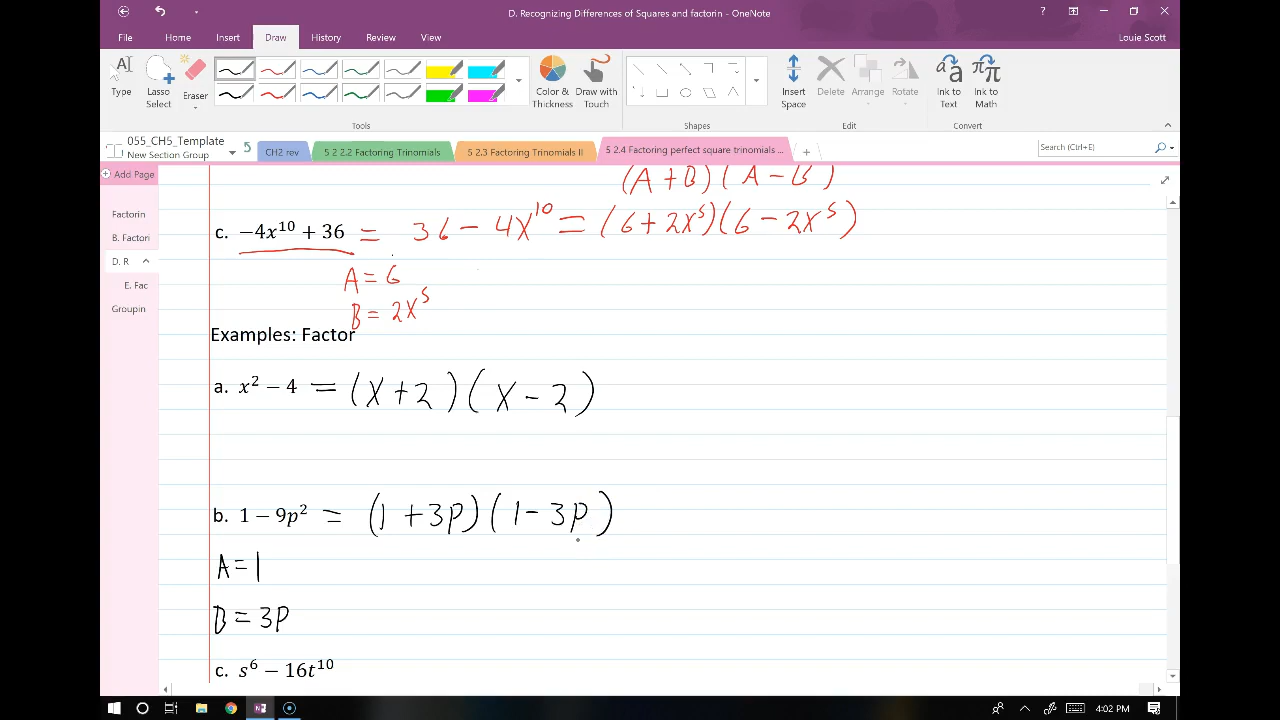 D. Recognizing Differences of Squares and factorin - OneNote
?
File Home Insert Draw History Review View
Louie Scott
Type
Lasso Select
Eraser
Color & Thickness
Draw with Touch
Insert Space
Delete
Arrange
Rotate
Ink to Text
Ink to Math
Tools Shapes Edit Convert
055_CH5_Template
New Section Group
CH2 rev
5 2.2.2 Factoring Trinomials
5 2.3 Factoring Trinomials II
5 2.4 Factoring perfect square trinomials ...
Search (Ctrl+E)
Add Page
Factorin
B. Factori
D. R
E. Fac
Groupin
(A + B)(A - B)
c. −4x¹⁰ + 36 = 36 - 4x¹⁰ = (6 + 2x⁵)(6 - 2x⁵)
A = 6
B = 2x⁵
Examples: Factor
a. x² − 4 = (x + 2)(x - 2)
b. 1 − 9p² = (1 + 3p)(1 - 3p)
A = 1
B = 3p
c. s⁶ − 16t¹⁰
4:02 PM